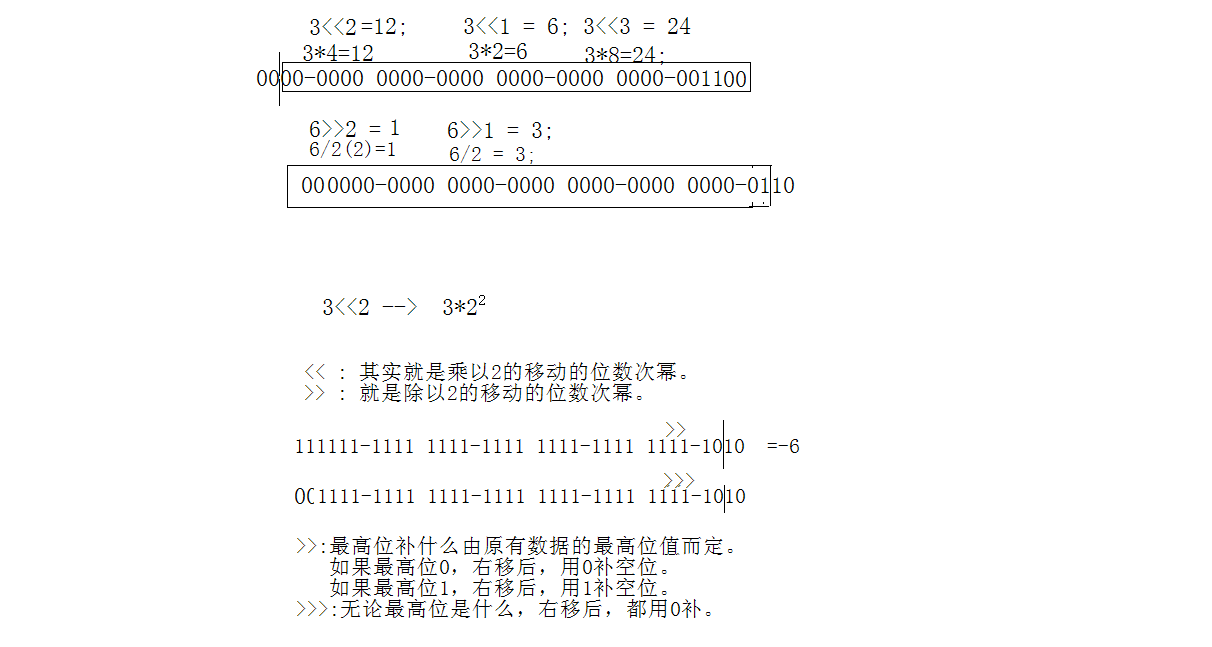 3<<2=12; 3<<1 = 6; 3<<3 = 24
3*4=12 3*2=6 3*8=24;
0000-0000 0000-0000 0000-0000 0000-001100
6>>2 = 1 6>>1 = 3;
6/2(2)=1 6/2 = 3;
000000-0000 0000-0000 0000-0000 0000-0110
3<<2 --> 3*2²
<< : 其实就是乘以2的移动的位数次幂。
>> : 就是除以2的移动的位数次幂。
>>
111111-1111 1111-1111 1111-1111 1111-1010 =-6
>>>
001111-1111 1111-1111 1111-1111 1111-1010
>>:最高位补什么由原有数据的最高位值而定。
如果最高位0，右移后，用0补空位。
如果最高位1，右移后，用1补空位。
>>>:无论最高位是什么，右移后，都用0补。